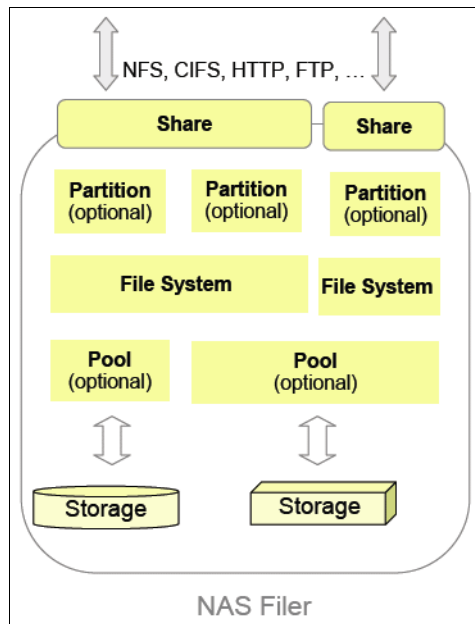 NFS, CIFS, HTTP, FTP, ...
Share
Share
Partition
(optional)
Partition
(optional)
Partition
(optional)
File System
File System
Pool
(optional)
Pool
(optional)
Storage
Storage
NAS Filer